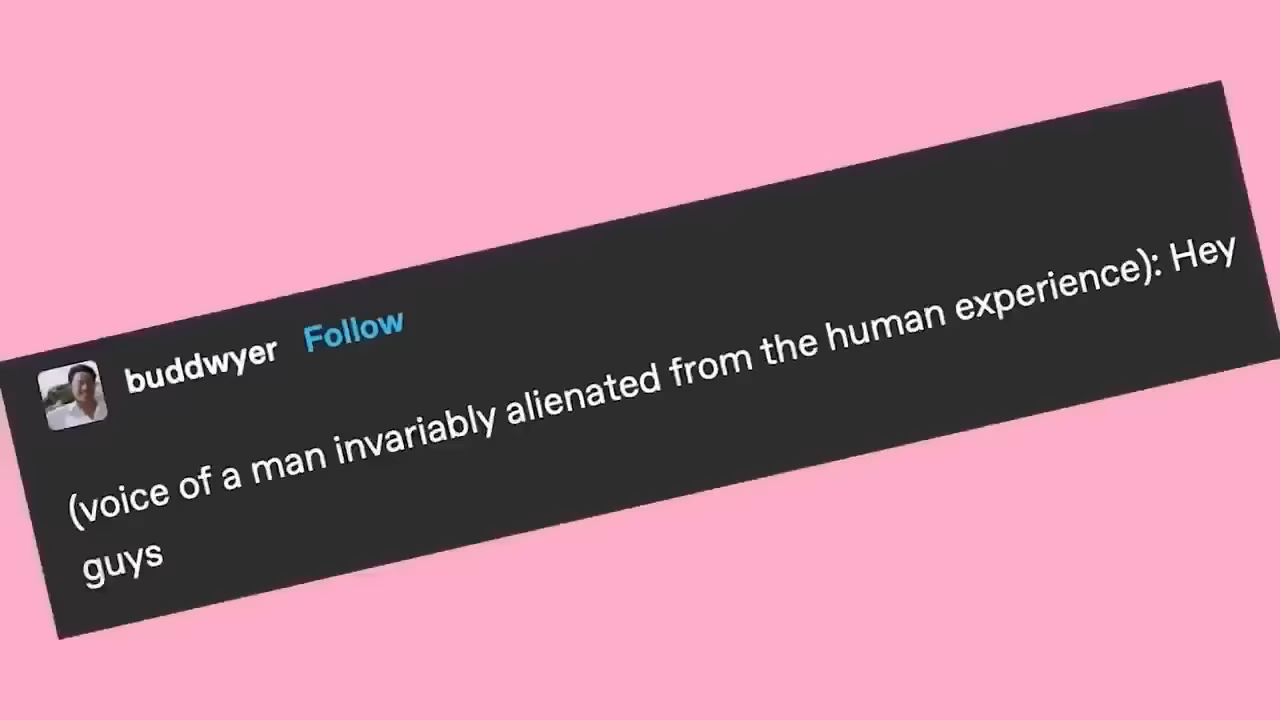 buddwyer Follow
(voice of a man invariably alienated from the human experience): Hey
guys